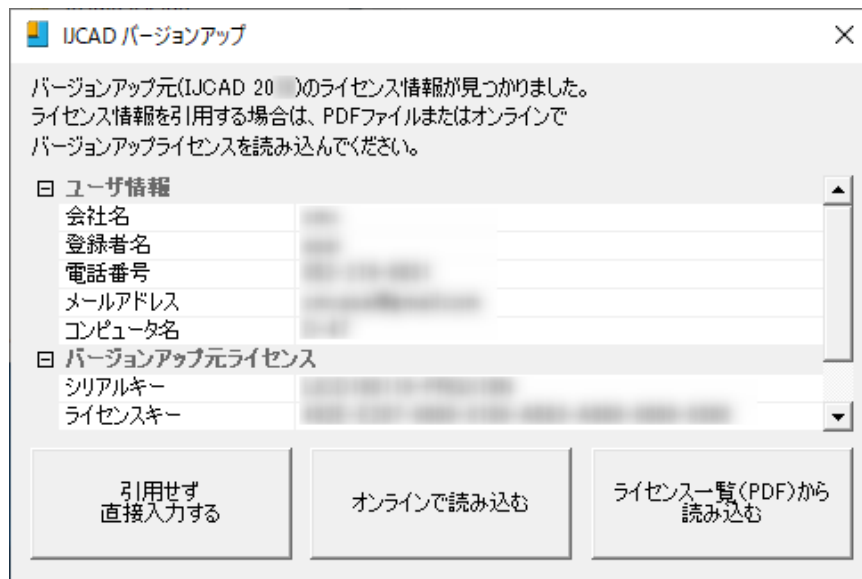 IJCAD バージョンアップ
バージョンアップ元(IJCAD 20 )のライセンス情報が見つかりました。
ライセンス情報を引用する場合は、PDFファイルまたはオンラインで
バージョンアップライセンスを読み込んでください。
ユーザ情報
会社名
登録者名
電話番号
メールアドレス
コンピュータ名
バージョンアップ元ライセンス
シリアルキー
ライセンスキー
引用せず
直接入力する
オンラインで読み込む
ライセンス一覧(PDF)から
読み込む